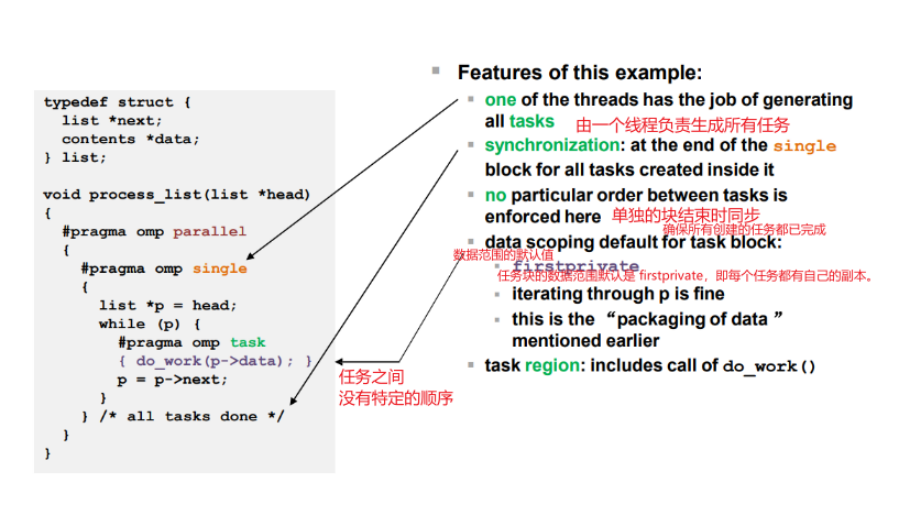 typedef struct {
list *next;
contents *data;
} list;
void process_list(list *head)
{
#pragma omp parallel
{
#pragma omp single
{
list *p = head;
while (p) {
#pragma omp task
{ do_work(p->data); }
p = p->next;
}
} /* all tasks done */
}
}
任务之间
没有特定的顺序
Features of this example:
one of the threads has the job of generating
all tasks
由一个线程负责生成所有任务
synchronization: at the end of the single
block for all tasks created inside it
no particular order between tasks is
enforced here
单独的块结束时同步
确保所有创建的任务都已完成
data scoping default for task block:
数据范围的默认值
firstprivate
任务块的数据范围默认是 firstprivate，即每个任务都有自己的副本。
iterating through p is fine
this is the “packaging of data ”
mentioned earlier
task region: includes call of do_work()